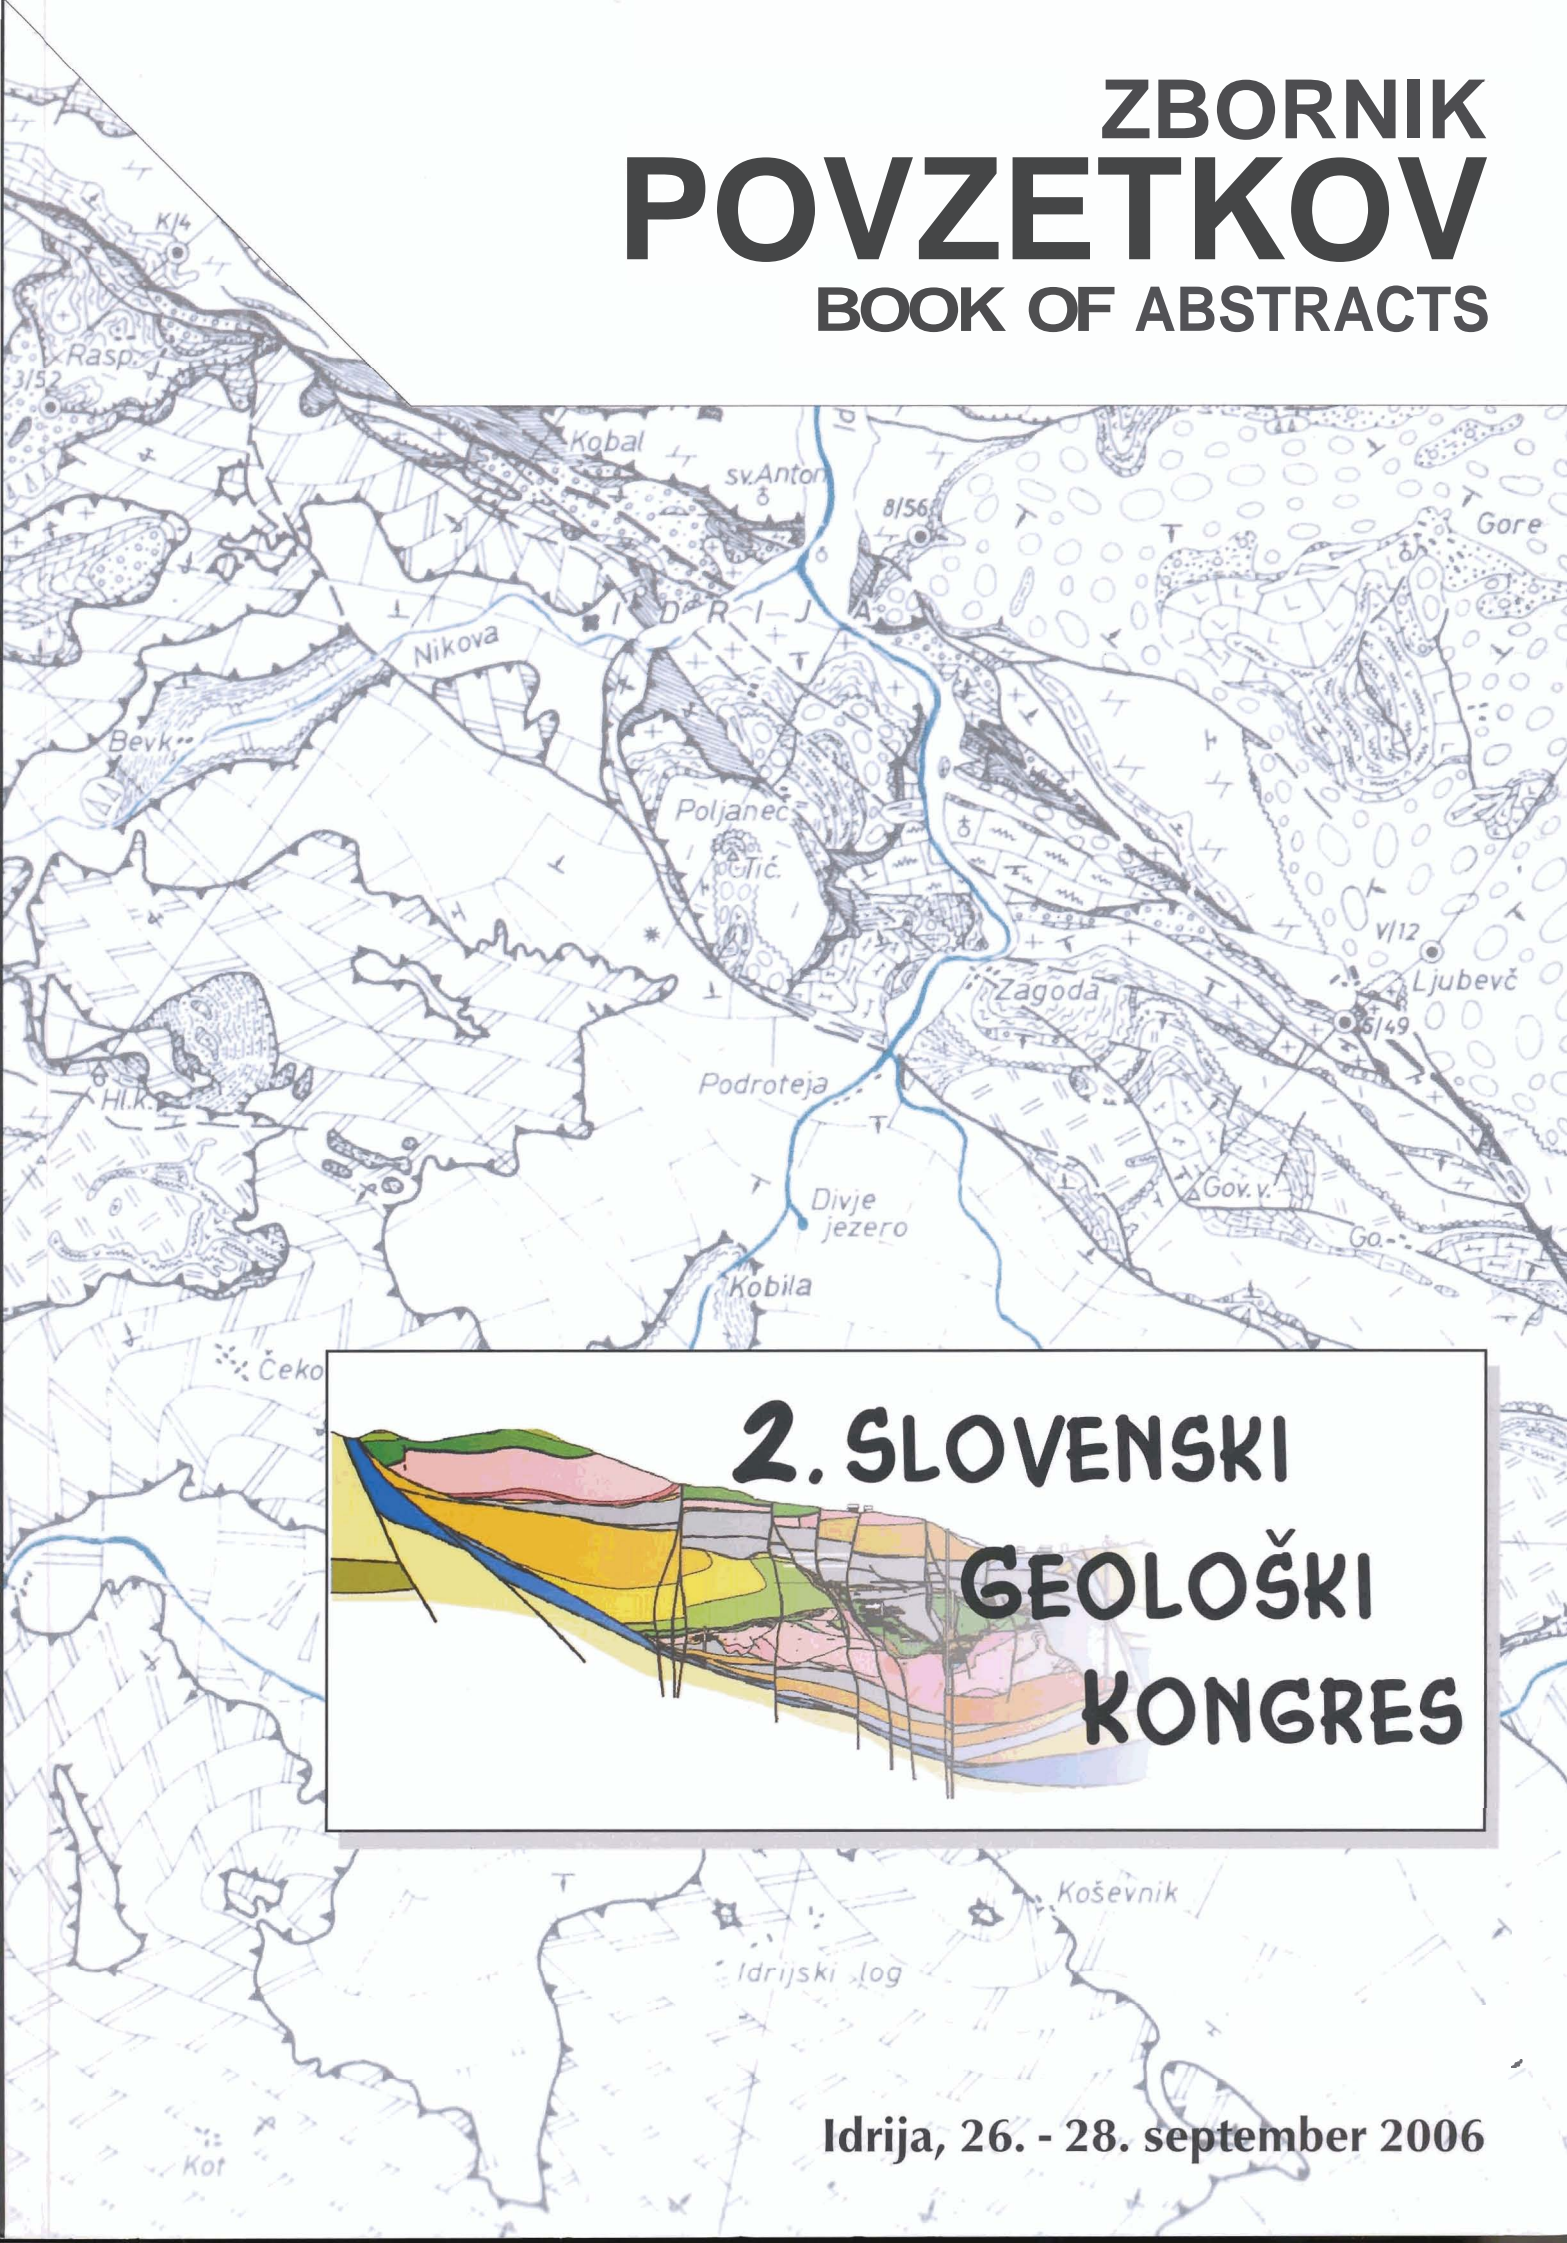 ZBORNIK
POVZETKOV
BOOK OF ABSTRACTS
K/4
Rasp.
3/52
Kobal
Id
sv. Anton
8/56
Gore
IDRIJA
Nikova
Bevk
Poljanec
Tič.
V/12
Ljubevč
Zagoda
5/49
Podroteja
Hl.k.
Gov. v.
Divje
jezero
Go.
Kobila
Čeko
2. SLOVENSKI
GEOLOŠKI
KONGRES
Koševnik
Idrijski log
Idrija, 26. - 28. september 2006
Kot